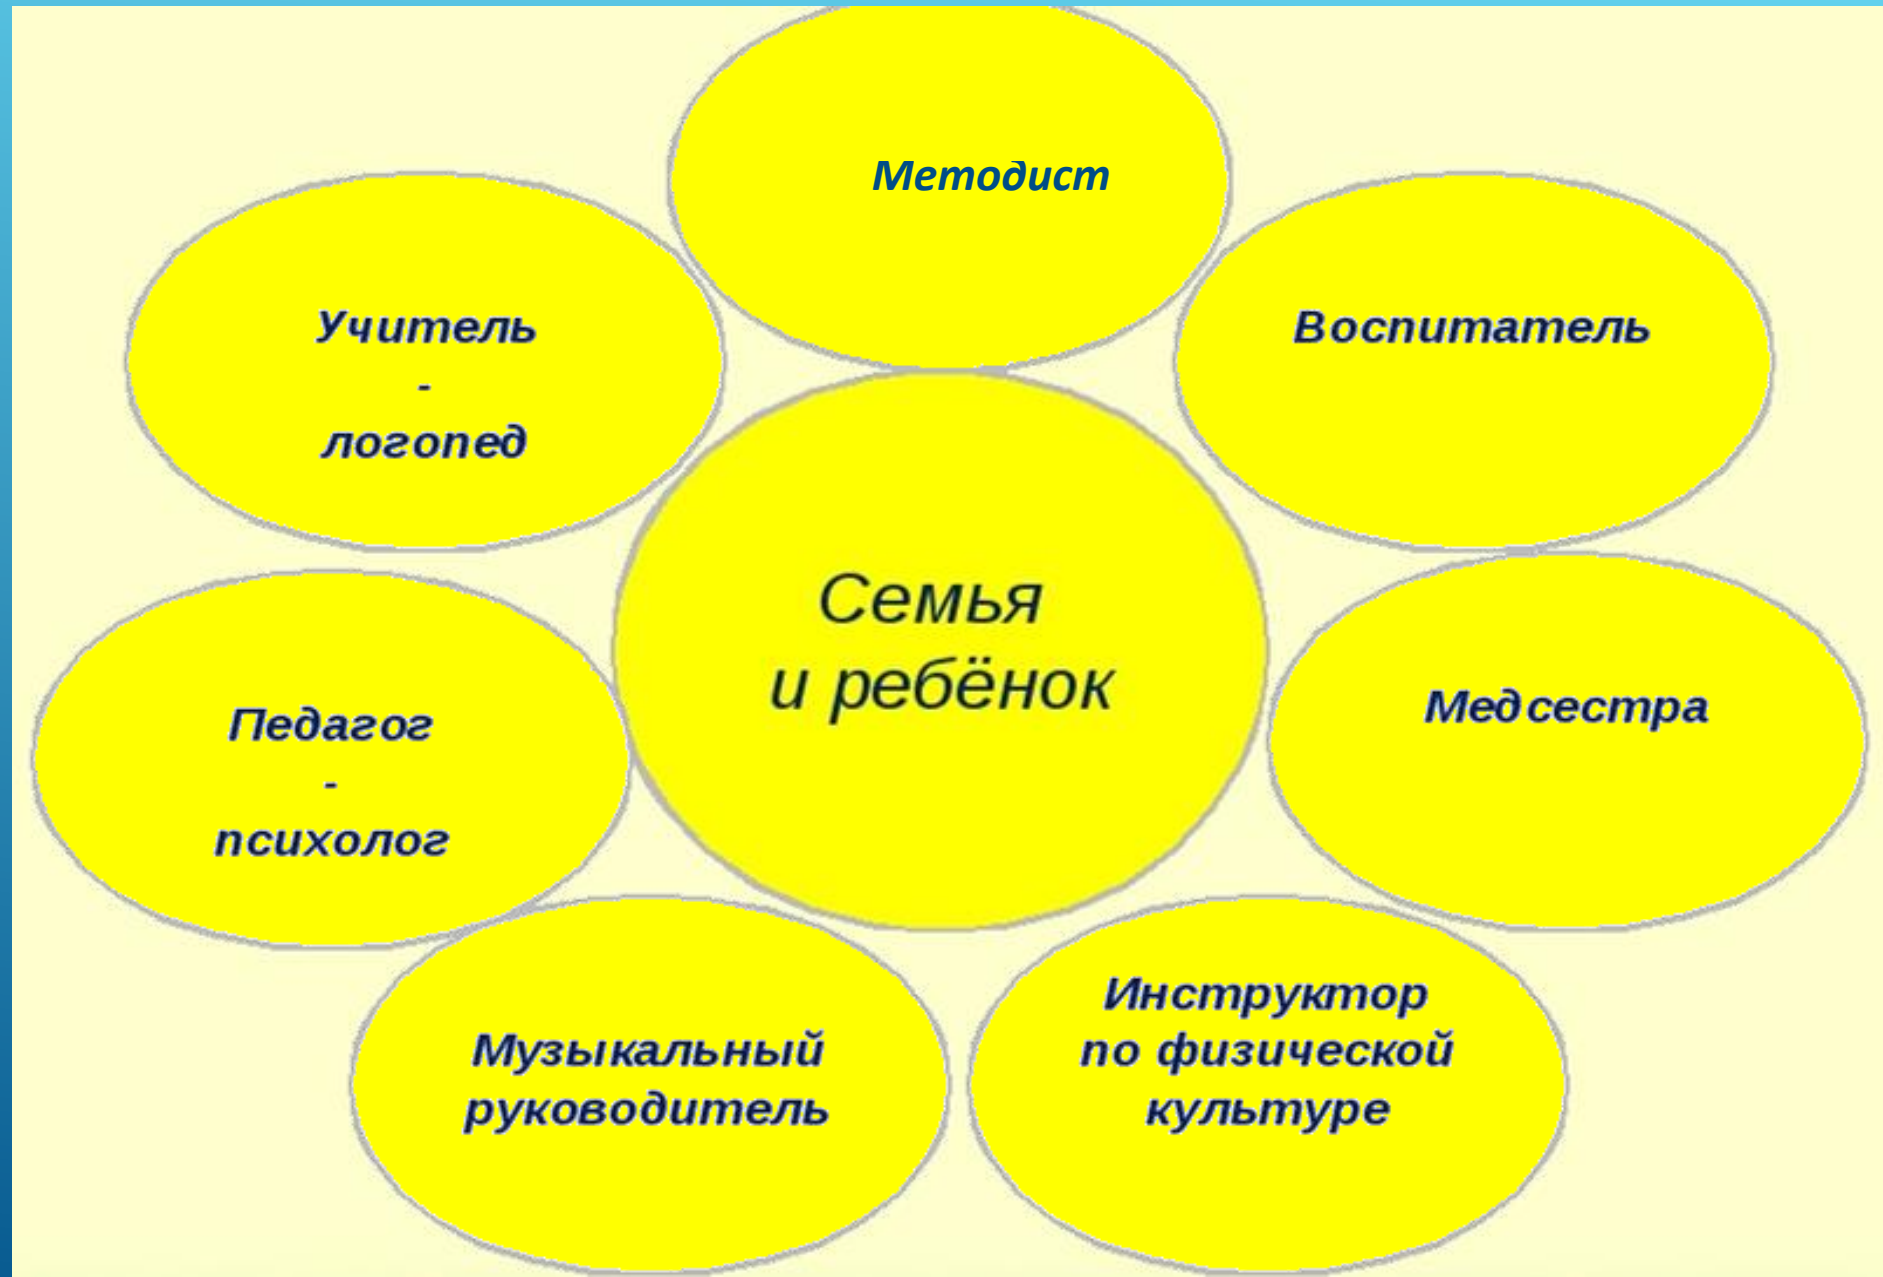 Методист
Учитель
-
логопед
Воспитатель
Семья
и ребёнок
Педагог
-
психолог
Медсестра
Музыкальный
руководитель
Инструктор
по физической
культуре